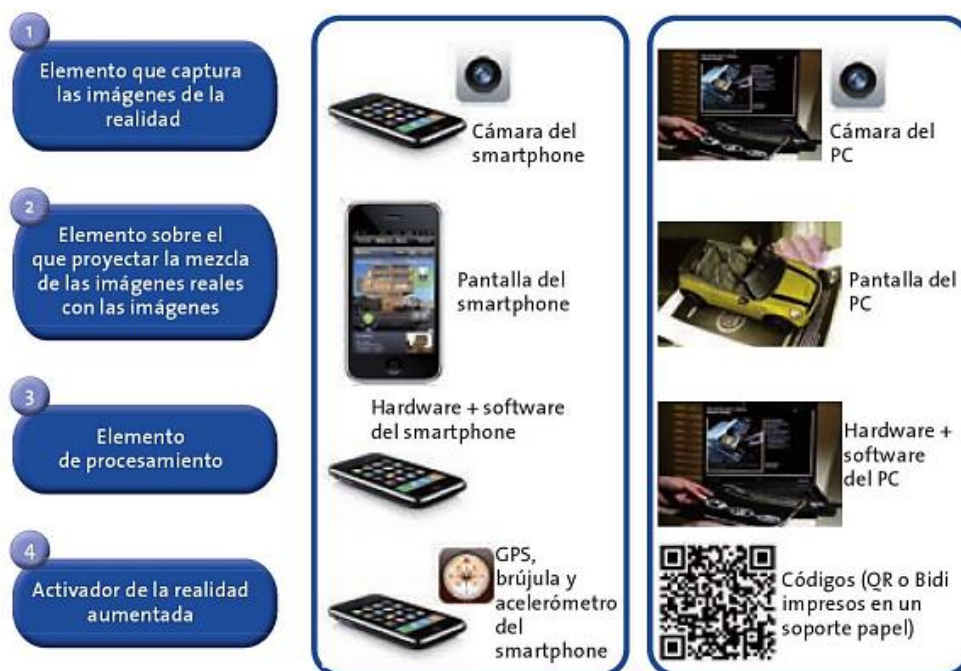 1
Elemento que captura
las imágenes de la
realidad
Cámara del
smartphone
Cámara del
PC
2
Elemento sobre el
que proyectar la mezcla
de las imágenes reales
con las imágenes
Pantalla del
smartphone
Pantalla del
PC
3
Elemento
de procesamiento
Hardware + software
del smartphone
Hardware +
software
del PC
4
Activador de la realidad
aumentada
GPS,
brújula y
acelerómetro
del
smartphone
Códigos (QR o Bidi
impresos en un
soporte papel)